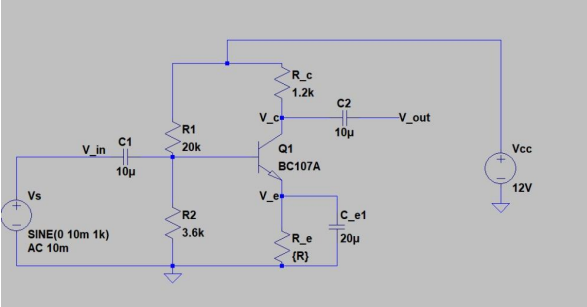 R_c
1.2k
V_c
C2
10µ
V_out
R1
20k
V_in
C1
10µ
Q1
BC107A
Vcc
12V
V_e
Vs
SINE(0 10m 1k)
AC 10m
R2
3.6k
R_e
{R}
C_e1
20µ